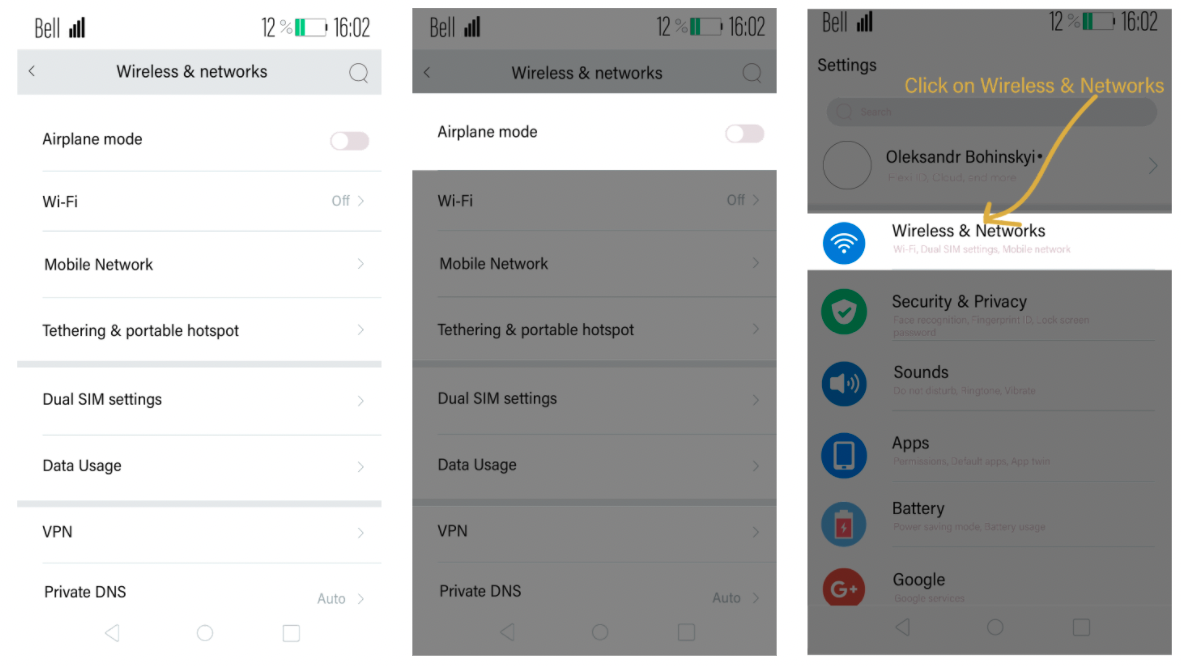 Bell
12 %
16:02
Wireless & networks
Airplane mode
Wi-Fi
Off
Mobile Network
Tethering & portable hotspot
Dual SIM settings
Data Usage
VPN
Private DNS
Auto
Bell
12 %
16:02
Wireless & networks
Airplane mode
Wi-Fi
Off
Mobile Network
Tethering & portable hotspot
Dual SIM settings
Data Usage
VPN
Private DNS
Auto
Bell
12 %
16:02
Settings
Click on Wireless & Networks
Search
Oleksandr Bohinskyi•
ID, Cloud, and more
Wireless & Networks
Wi-Fi, Dual SIM settings, Mobile network
Security & Privacy
Face recognition, Fingerprint ID, Lock screen
password
Sounds
Do not disturb, Ringtone, Vibrate
Apps
Permissions, Default apps, App twin
Battery
Power saving mode, Battery usage
G+
Google
Google services